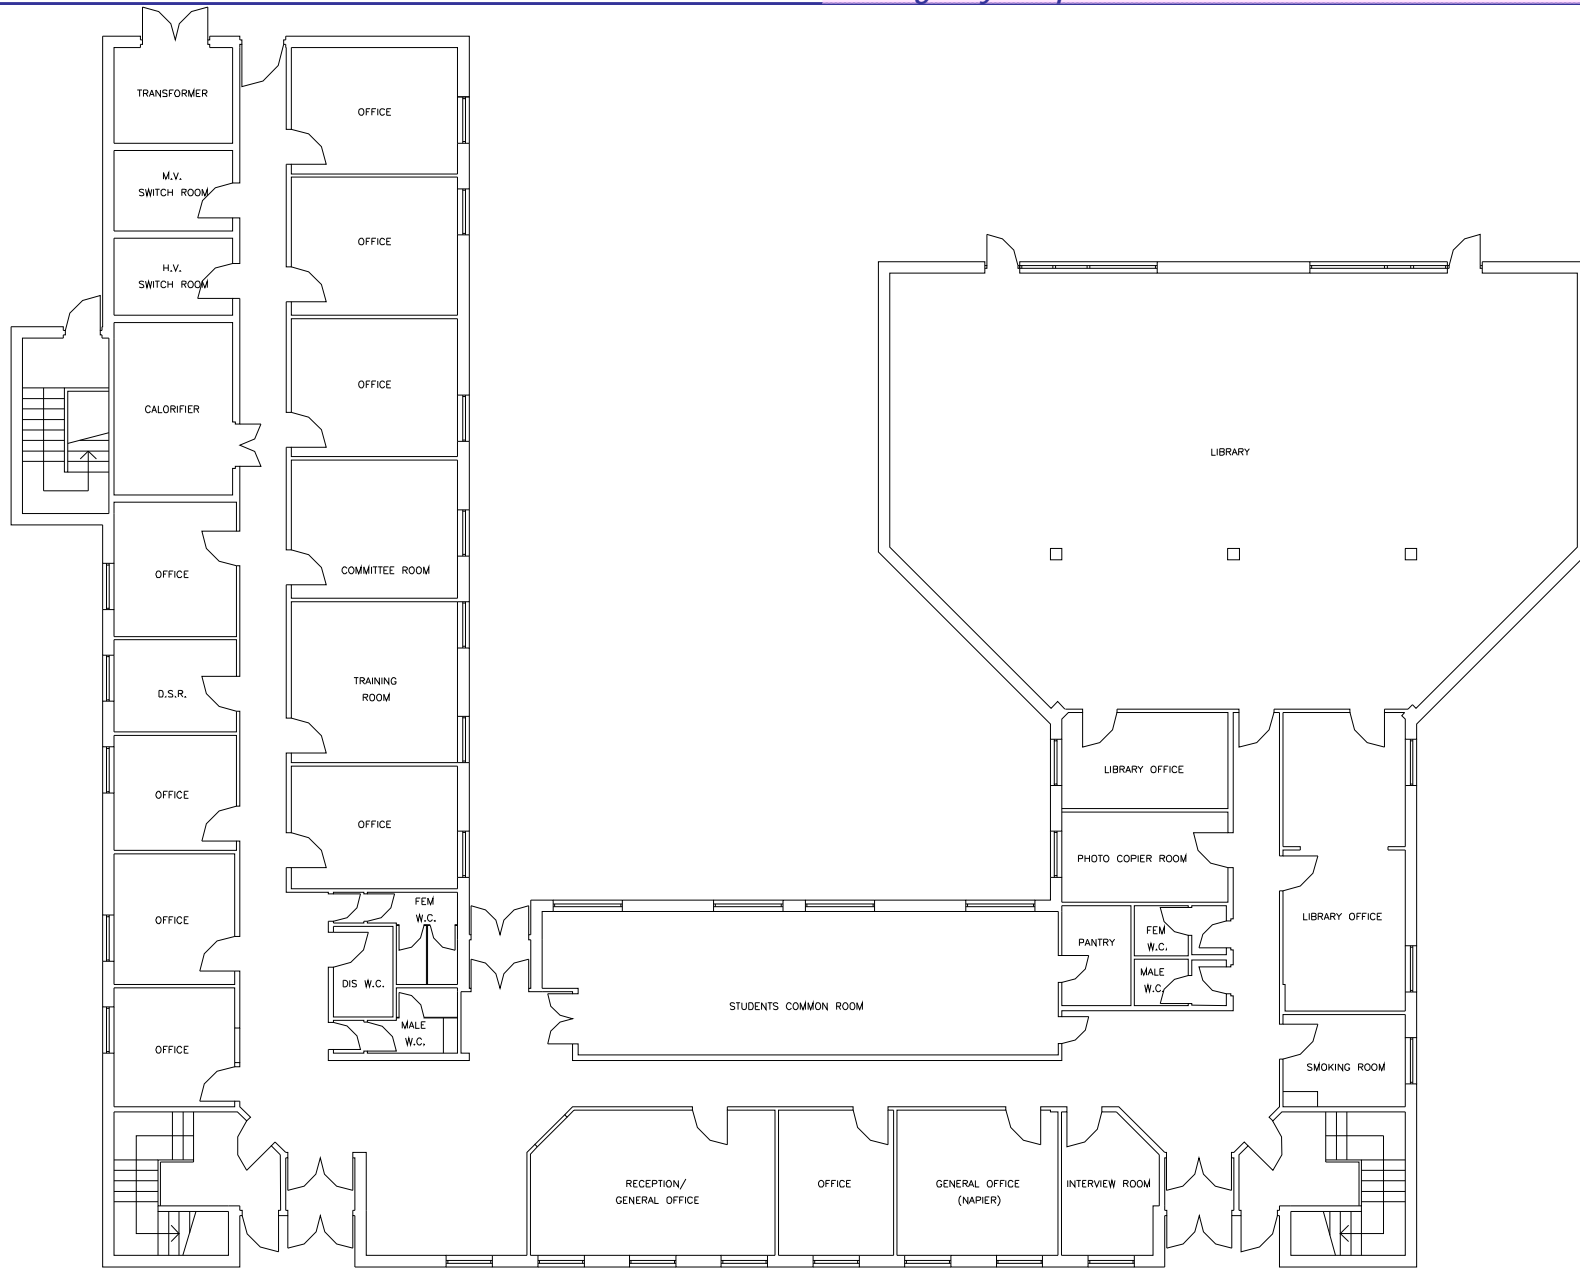 TRANSFORMER
OFFICE
M.V.
SWITCH ROOM
OFFICE
H.V.
SWITCH ROOM
OFFICE
CALORIFIER
LIBRARY
COMMITTEE ROOM
OFFICE
TRAINING
ROOM
D.S.R.
LIBRARY OFFICE
OFFICE
OFFICE
PHOTO COPIER ROOM
FEM
W.C.
OFFICE
LIBRARY OFFICE
PANTRY
FEM
W.C.
DIS W.C.
MALE
W.C.
STUDENTS COMMON ROOM
MALE
W.C.
OFFICE
SMOKING ROOM
RECEPTION/
GENERAL OFFICE
OFFICE
GENERAL OFFICE
(NAPIER)
INTERVIEW ROOM